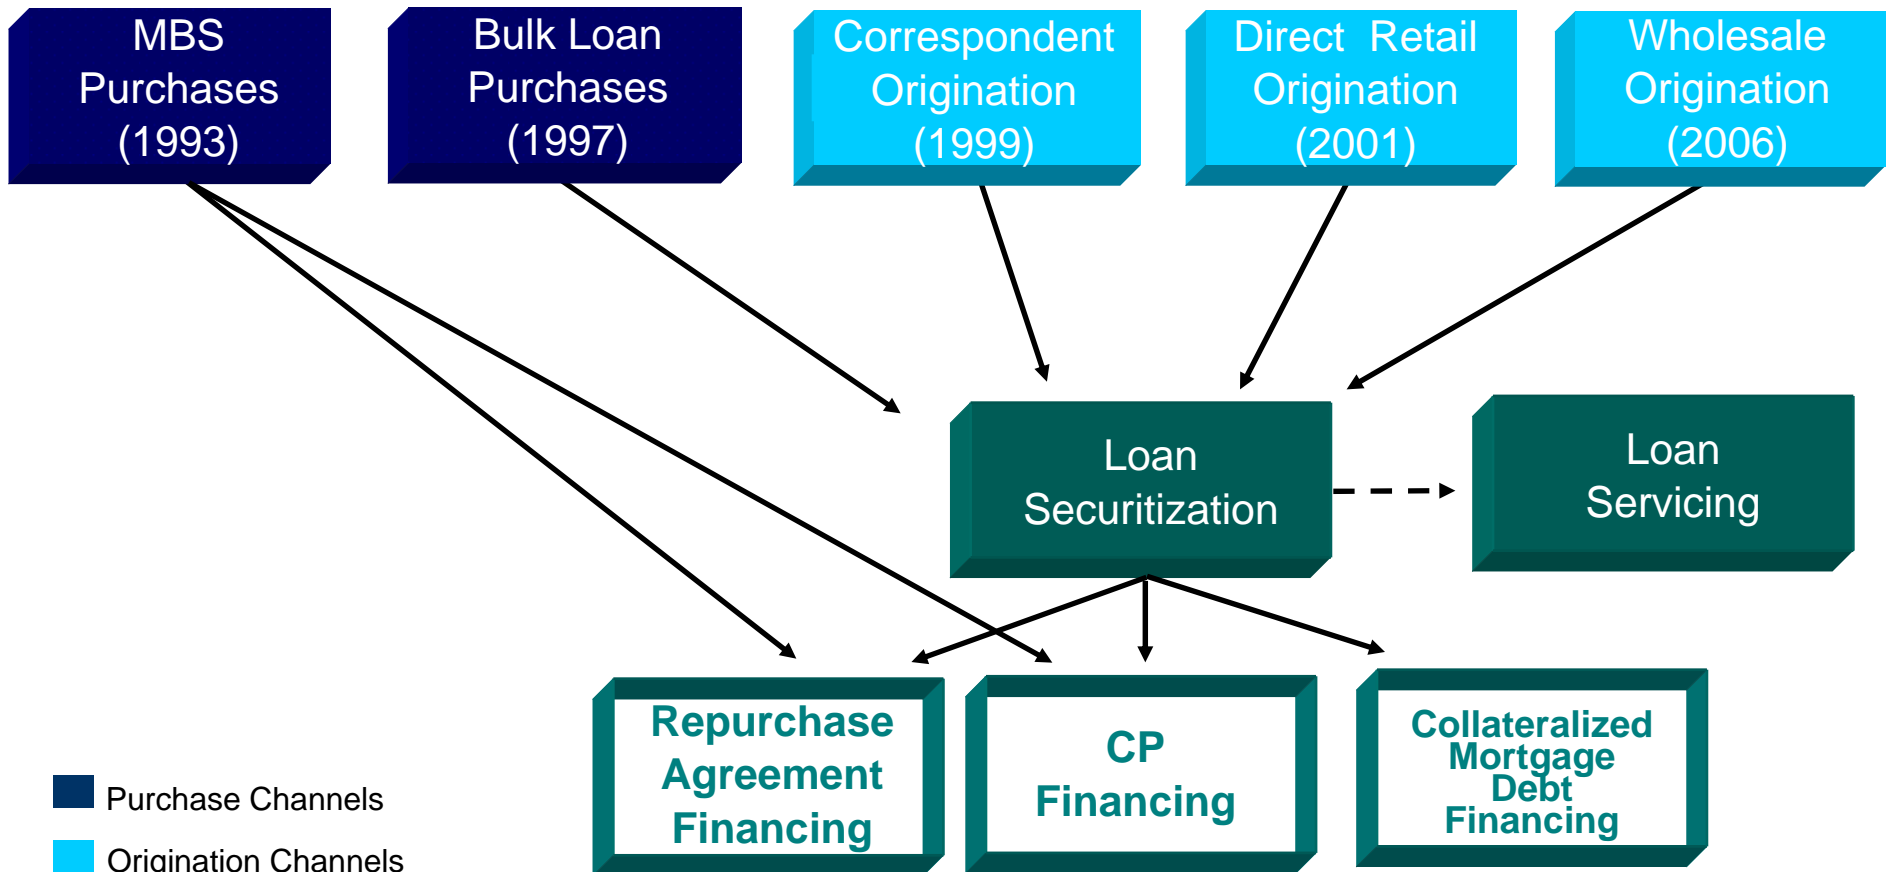 MBS
Purchases
(1993)
Bulk Loan
Purchases
(1997)
Correspondent
Origination
(1999)
Direct  Retail
Origination
(2001)
Wholesale
Origination
(2006)
Loan
Securitization
Loan
Servicing
Repurchase
Agreement
Financing
CP
Financing
Collateralized
Mortgage
Debt
Financing
Purchase Channels
Origination Channels